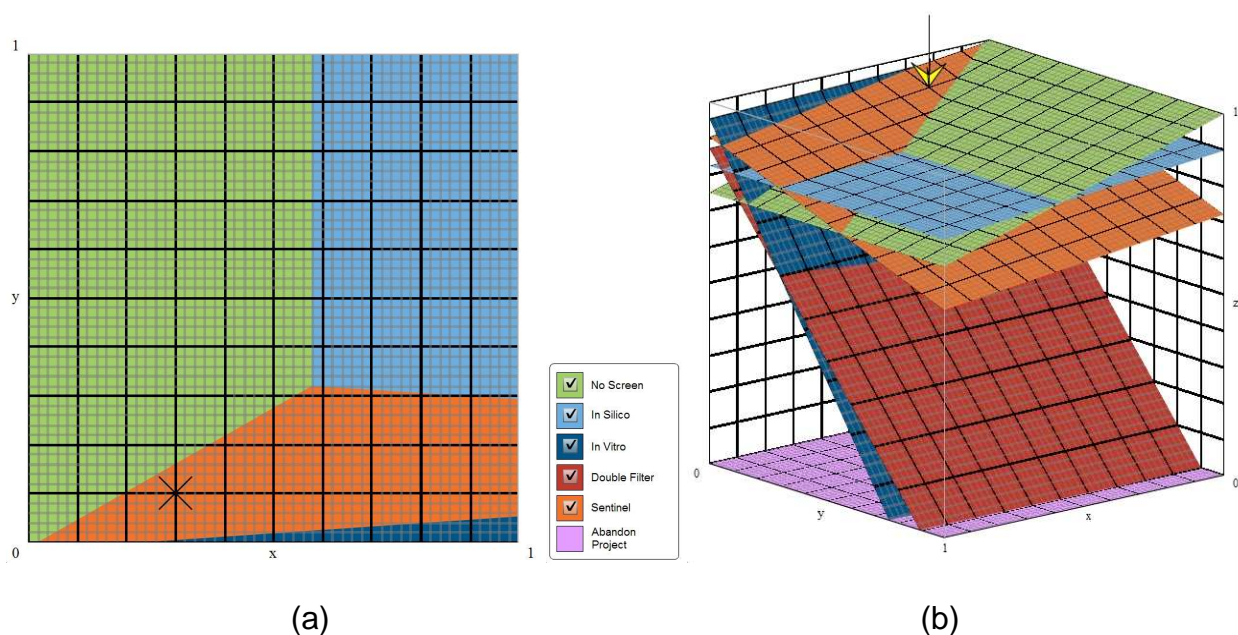 1
y
0
x
1
No Screen
In Silico
In Vitro
Double Filter
Sentinel
Abandon
Project
1
z
0
0
y
x
1
(a)
(b)